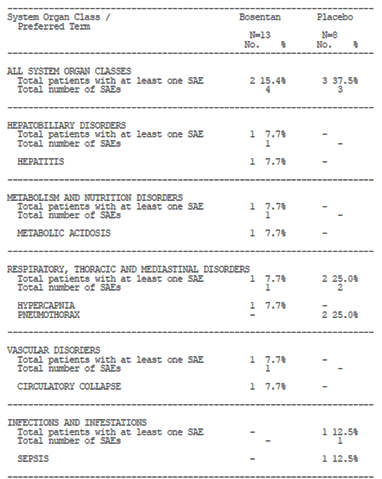 System Organ Class / Bosentan Placebo
Preferred Term
N=13 N=8
No. % No. %
ALL SYSTEM ORGAN CLASSES
Total patients with at least one SAE 2 15.4% 3 37.5%
Total number of SAEs 4 3
HEPATOBILIARY DISORDERS
Total patients with at least one SAE 1 7.7% -
Total number of SAEs 1 -
HEPATITIS 1 7.7% -
METABOLISM AND NUTRITION DISORDERS
Total patients with at least one SAE 1 7.7% -
Total number of SAEs 1 -
METABOLIC ACIDOSIS 1 7.7% -
RESPIRATORY, THORACIC AND MEDIASTINAL DISORDERS
Total patients with at least one SAE 1 7.7% 2 25.0%
Total number of SAEs 1 2
HYPERCAPNIA 1 7.7% -
PNEUMOTHORAX - 2 25.0%
VASCULAR DISORDERS
Total patients with at least one SAE 1 7.7% -
Total number of SAEs 1 -
CIRCULATORY COLLAPSE 1 7.7% -
INFECTIONS AND INFESTATIONS
Total patients with at least one SAE - 1 12.5%
Total number of SAEs - 1
SEPSIS - 1 12.5%